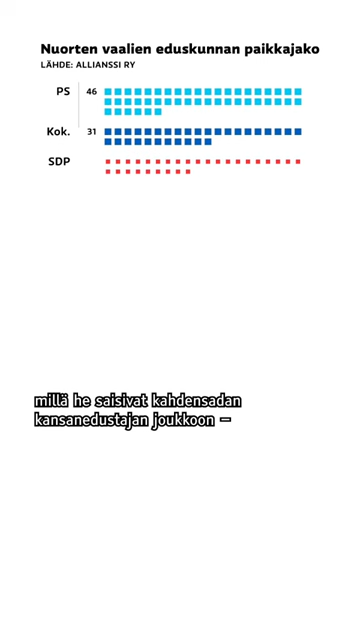 Nuorten vaalien eduskunnan paikkajako
LÄHDE: ALLIANSSI RY
PS 46
Kok. 31
SDP
millä he saisivat kahdensadan
kansanedustajan joukkoon –